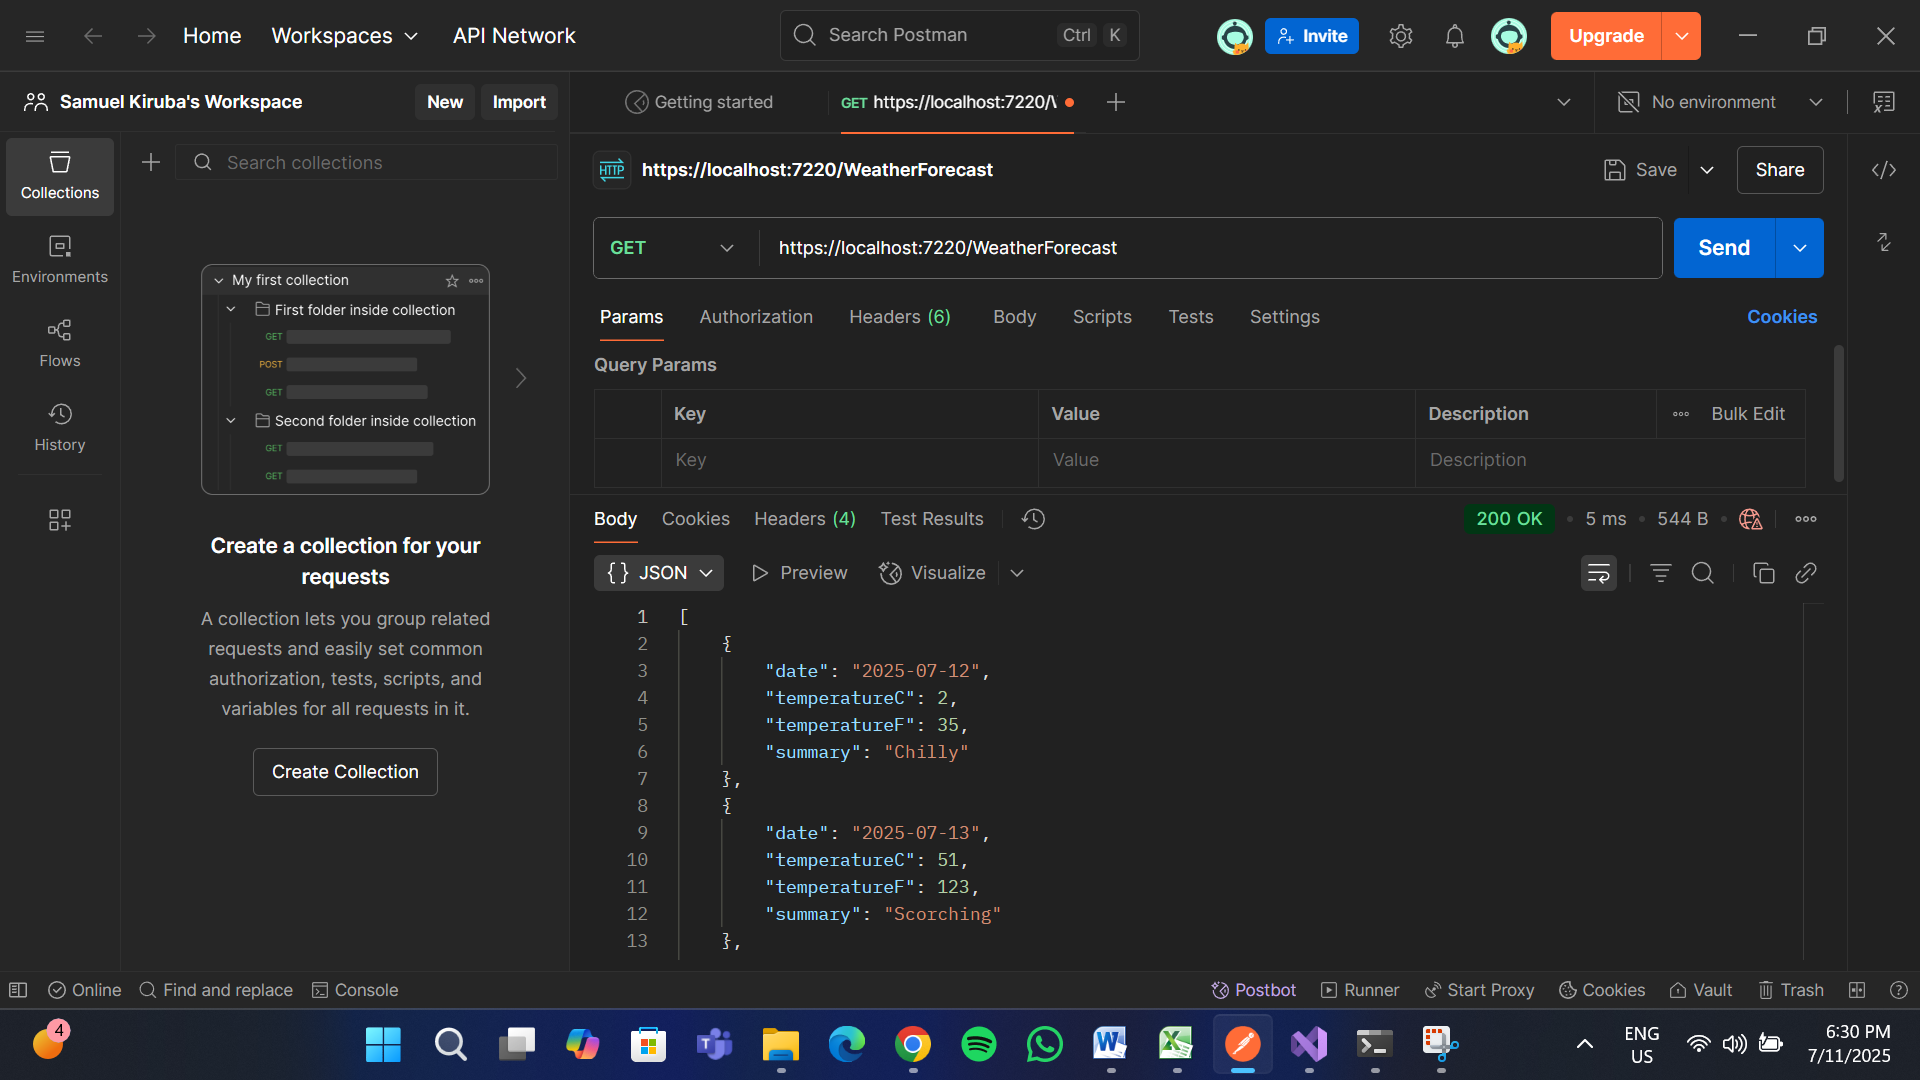 Home
Workspaces
API Network
Search Postman
Ctrl K
Invite
Upgrade
Samuel Kiruba's Workspace
New
Import
Getting started
GET https://localhost:7220/\
No environment
Collections
Environments
Flows
History
Search collections
My first collection
First folder inside collection
GET
POST
GET
Second folder inside collection
GET
GET
Create a collection for your
requests
A collection lets you group related
requests and easily set common
authorization, tests, scripts, and
variables for all requests in it.
Create Collection
HTTP
https://localhost:7220/WeatherForecast
Save
Share
GET
https://localhost:7220/WeatherForecast
Send
Params
Authorization
Headers (6)
Body
Scripts
Tests
Settings
Cookies
Query Params
Key
Value
Description
Bulk Edit
Key
Value
Description
Body
Cookies
Headers (4)
Test Results
200 OK
5 ms
544 B
{} JSON
Preview
Visualize
1 [
2 {
3 "date": "2025-07-12",
4 "temperatureC": 2,
5 "temperatureF": 35,
6 "summary": "Chilly"
7 },
8 {
9 "date": "2025-07-13",
10 "temperatureC": 51,
11 "temperatureF": 123,
12 "summary": "Scorching"
13 },
Online
Find and replace
Console
Postbot
Runner
Start Proxy
Cookies
Vault
Trash
4
ENG
US
6:30 PM
7/11/2025